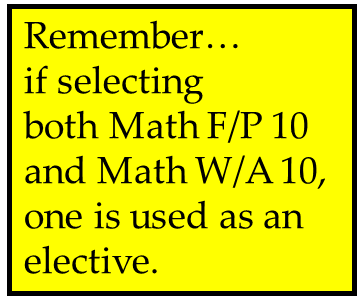 Remember…
if selecting
both Math F/P 10
and Math W/A 10,
one is used as an
elective.